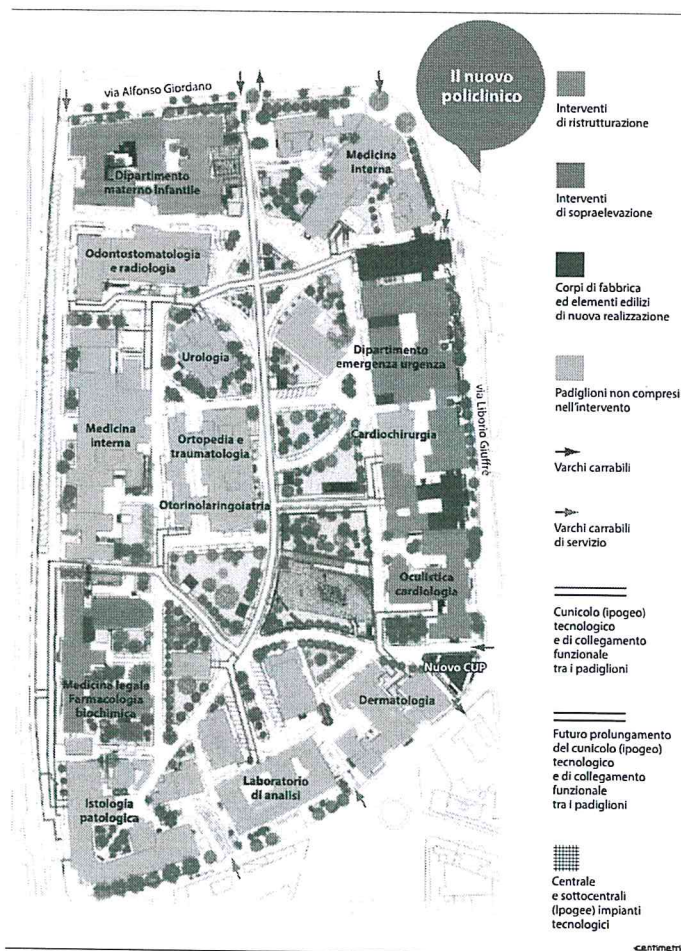 Il nuovo
policlinico
via Alfonso Giordano
Dipartimento
materno Infantile
Medicina
Interna
Odontostomatologia
e radiologia
Urologia
Dipartimento
emergenza urgenza
via Liborio Giuffrè
Medicina
interna
Ortopedia e
traumatologia
Cardiochirurgia
Otorinolaringoiatria
Oculistica
cardiologia
Nuovo CUP
Medicina legale
Farmacologia
biochimica
Dermatologia
Laboratorio
di analisi
Istologia
patologica
Interventi
di ristrutturazione
Interventi
di sopraelevazione
Corpi di fabbrica
ed elementi edilizi
di nuova realizzazione
Padiglioni non compresi
nell'intervento
Varchi carrabili
Varchi carrabili
di servizio
Cunicolo (ipogeo)
tecnologico
e di collegamento
funzionale
tra i padiglioni
Futuro prolungamento
del cunicolo (ipogeo)
tecnologico
e di collegamento
funzionale
tra i padiglioni
Centrale
e sottocentrali
(Ipogee) impianti
tecnologici
centimetri